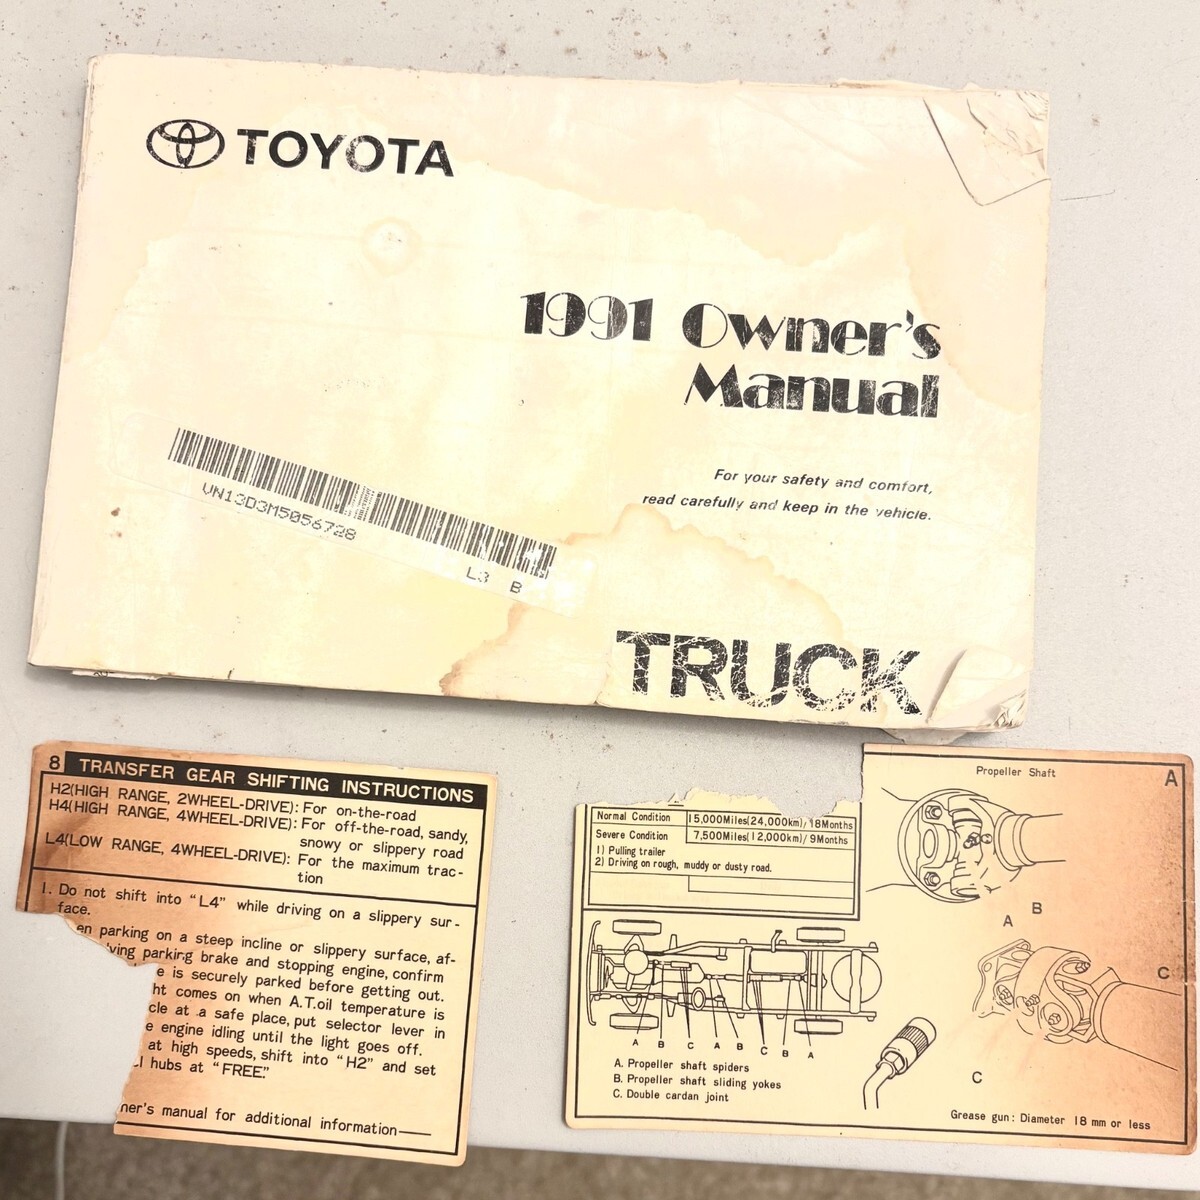 TOYOTA
1991 Owner's
Manual
For your safety and comfort,
read carefully and keep in the vehicle.
VN13D3M5056728
L3 B
TRUCK
8 TRANSFER GEAR SHIFTING INSTRUCTIONS
H2(HIGH RANGE, 2WHEEL-DRIVE): For on-the-road
H4(HIGH RANGE, 4WHEEL-DRIVE): For off-the-road, sandy,
snowy or slippery road
L4(LOW RANGE, 4WHEEL-DRIVE): For the maximum trac-
tion
1. Do not shift into "L4" while driving on a slippery sur-
face.
en parking on a steep incline or slippery surface, af-
ying parking brake and stopping engine, confirm
e is securely parked before getting out.
ht comes on when A.T.oil temperature is
cle at a safe place, put selector lever in
e engine idling until the light goes off.
at high speeds, shift into "H2" and set
l hubs at "FREE."
ner's manual for additional information
Normal Condition 15,000Miles(24,000km)/18Months
Severe Condition 7,500Miles(12,000km)/9Months
1) Pulling trailer
2) Driving on rough, muddy or dusty road.
A B C A B C B A
A. Propeller shaft spiders
B. Propeller shaft sliding yokes
C. Double cardan joint
Propeller Shaft
A
B
A
C
C
Grease gun: Diameter 18 mm or less